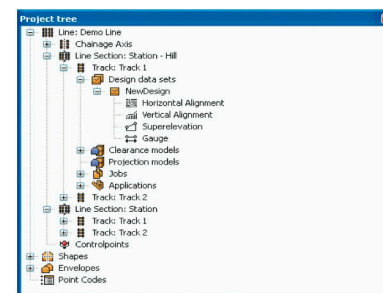 Project tree
Line: Demo Line
Chainage Axis
Line Section: Station - Hill
Track: Track 1
Design data sets
NewDesign
Horizontal Alignment
Vertical Alignment
Superelevation
Gauge
Clearance models
Projection models
Jobs
Applications
Track: Track 2
Line Section: Station
Track: Track 1
Track: Track 2
Controlpoints
Shapes
Envelopes
Point Codes